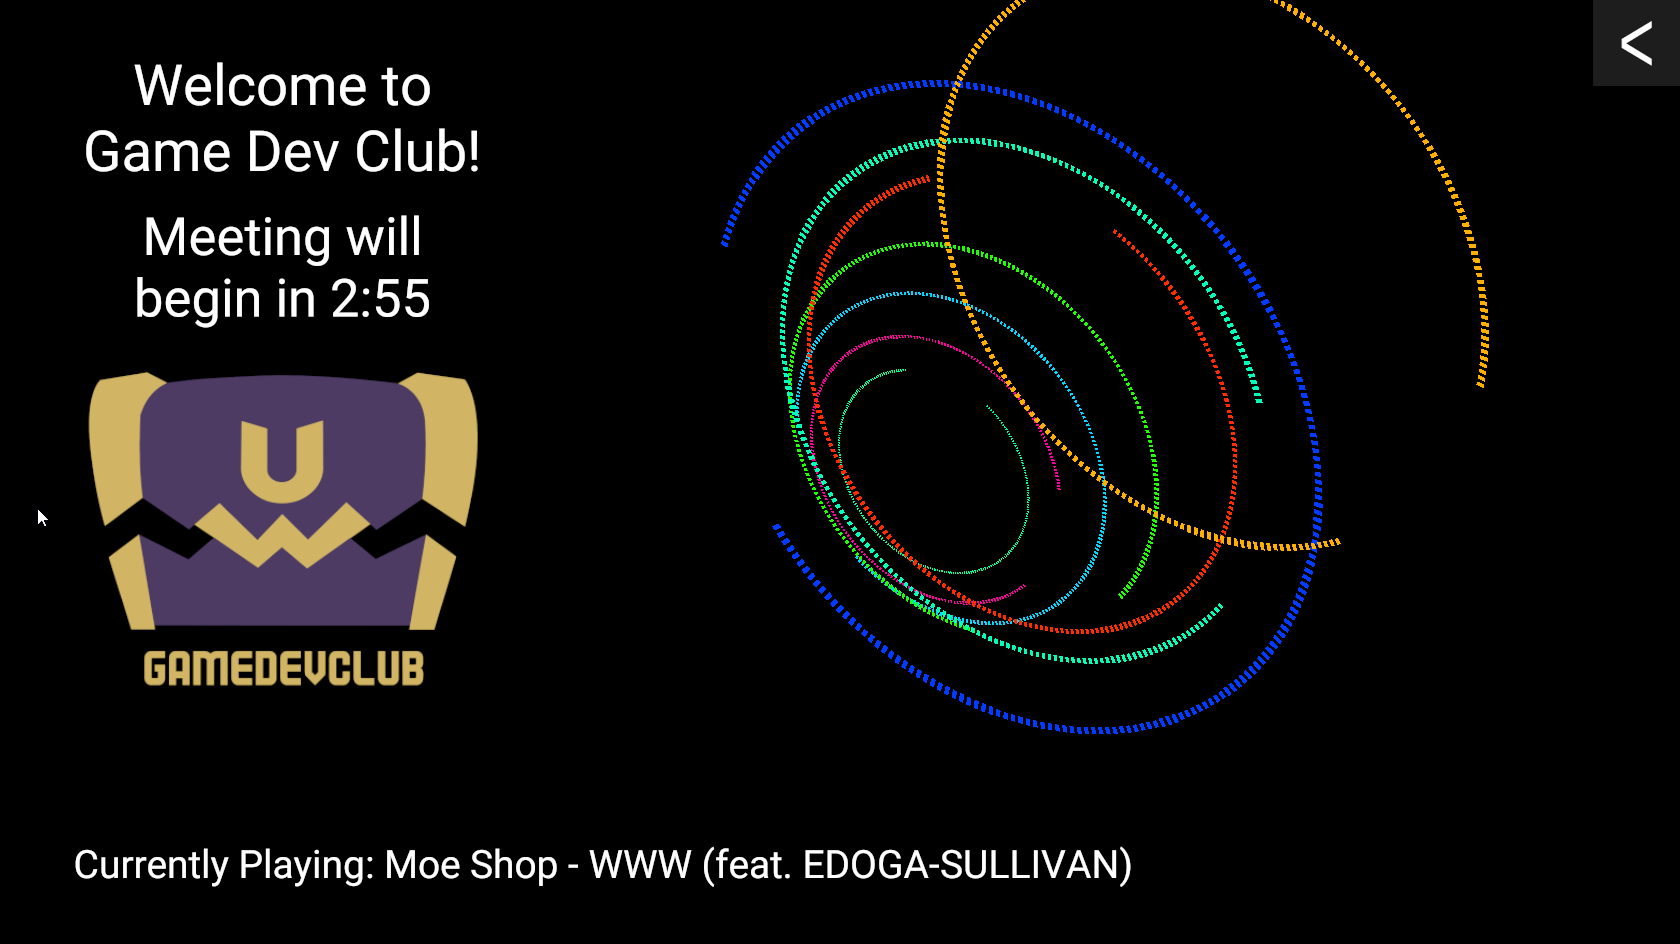 Welcome to
Game Dev Club!
Meeting will
begin in 2:55
U
W
GAMEDEVCLUB
Currently Playing: Moe Shop - WWW (feat. EDOGA-SULLIVAN)